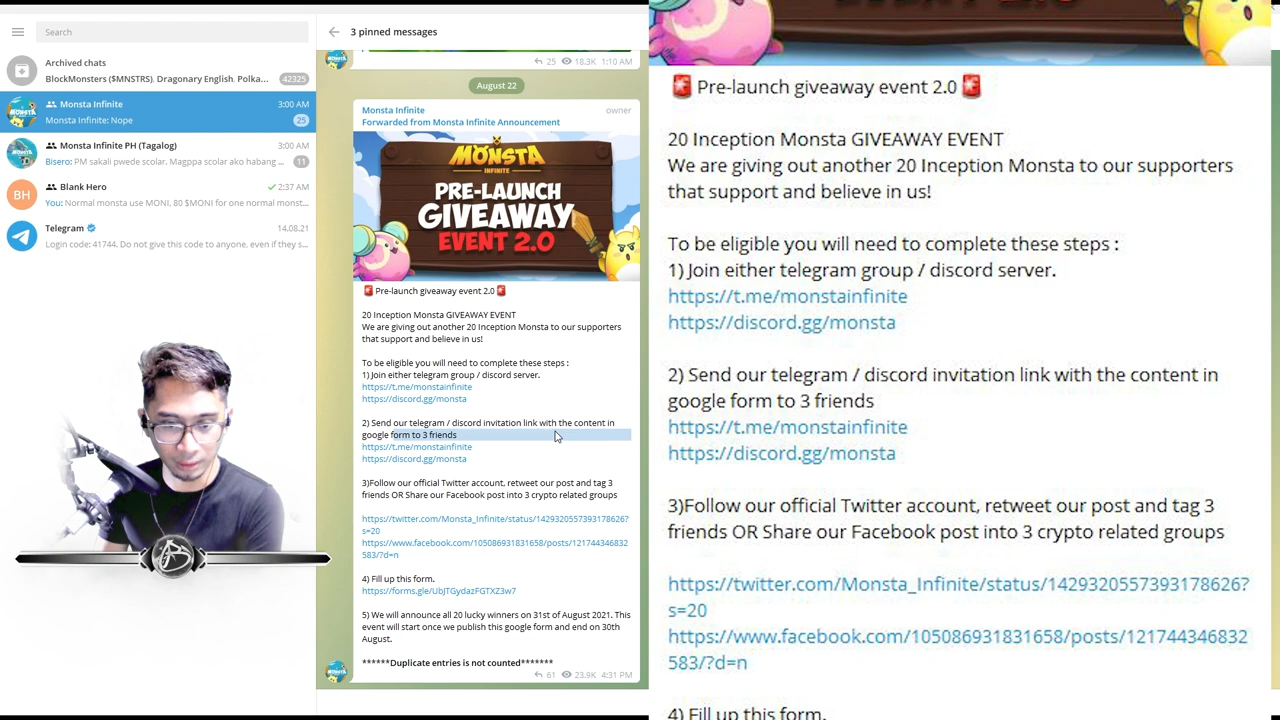 Search
Archived chats
BlockMonsters ($MNSTRS). Dragonary English. Polka...
42325
Monsta Infinite
3:00 AM
Monsta Infinite: Nope
25
Monsta Infinite PH (Tagalog)
3:00 AM
Bisero: PM sakali pwede scolar. Magppa scolar ako habang ...
11
BH
Blank Hero
2:37 AM
You: Normal monsta use MONI, 80 $MONI for one normal monst...
Telegram
14.08.21
Login code: 41744. Do not give this code to anyone, even if they s...
3 pinned messages
25
18.3K
1:10 AM
August 22
Monsta Infinite
owner
Forwarded from Monsta Infinite Announcement
MONSTA
INFINITE
PRE-LAUNCH
GIVEAWAY
EVENT 2.0
Pre-launch giveaway event 2.0
20 Inception Monsta GIVEAWAY EVENT
We are giving out another 20 Inception Monsta to our supporters
that support and believe in us!
To be eligible you will need to complete these steps :
1) Join either telegram group / discord server.
https://t.me/monstainfinite
https://discord.gg/monsta
2) Send our telegram / discord invitation link with the content in
google form to 3 friends
https://t.me/monstainfinite
https://discord.gg/monsta
3)Follow our official Twitter account, retweet our post and tag 3
friends OR Share our Facebook post into 3 crypto related groups
https://twitter.com/Monsta_Infinite/status/1429320557393178626?
s=20
https://www.facebook.com/105086931831658/posts/121744346832
583/?d=n
4) Fill up this form.
https://forms.gle/UbJTGydazFGTXZ3w7
5) We will announce all 20 lucky winners on 31st of August 2021. This
event will start once we publish this google form and end on 30th
August.
******Duplicate entries is not counted*******
61
23.9K
4:31 PM
Pre-launch giveaway event 2.0
20 Inception Monsta GIVEAWAY EVENT
We are giving out another 20 Inception Monsta to our supporters
that support and believe in us!
To be eligible you will need to complete these steps :
1) Join either telegram group / discord server.
https://t.me/monstainfinite
https://discord.gg/monsta
2) Send our telegram / discord invitation link with the content in
google form to 3 friends
https://t.me/monstainfinite
https://discord.gg/monsta
3)Follow our official Twitter account, retweet our post and tag 3
friends OR Share our Facebook post into 3 crypto related groups
https://twitter.com/Monsta_Infinite/status/1429320557393178626?
s=20
https://www.facebook.com/105086931831658/posts/121744346832
583/?d=n
4) Fill up this form.